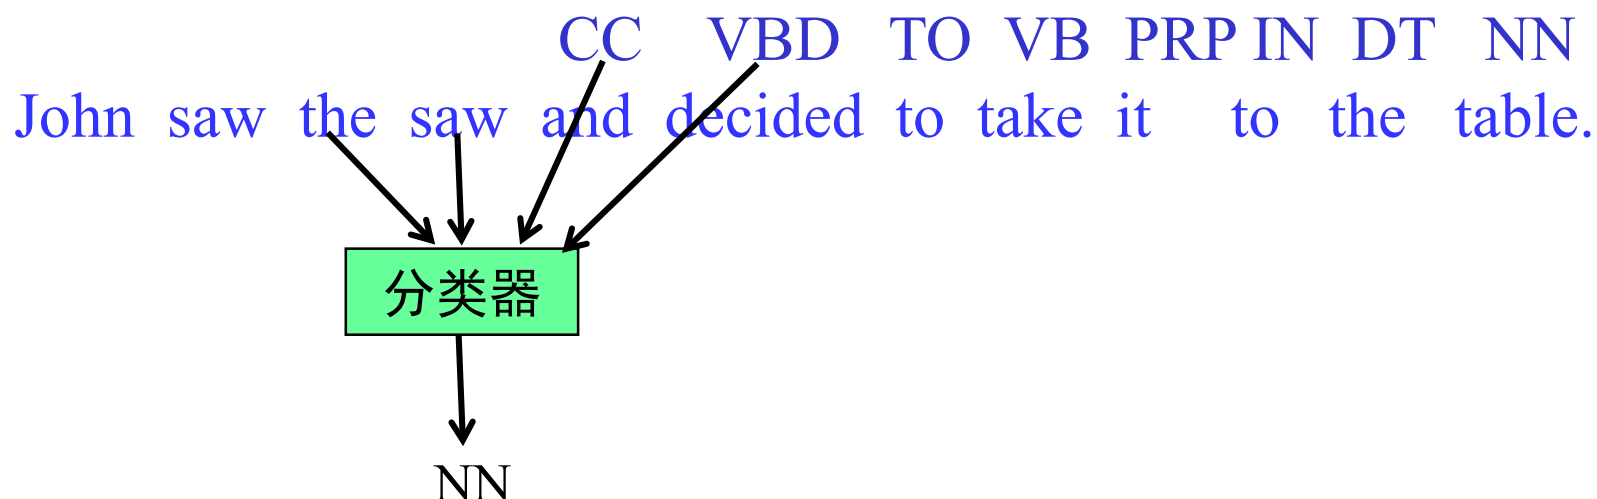 CC VBD TO VB PRP IN DT NN
John saw the saw and decided to take it to the table.
分类器
NN